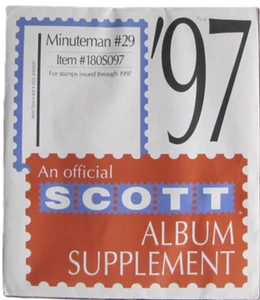 Minuteman #29
Item #180S097
For stamps issued through 1997
'97
An official
SCOTT
ALBUM
SUPPLEMENT